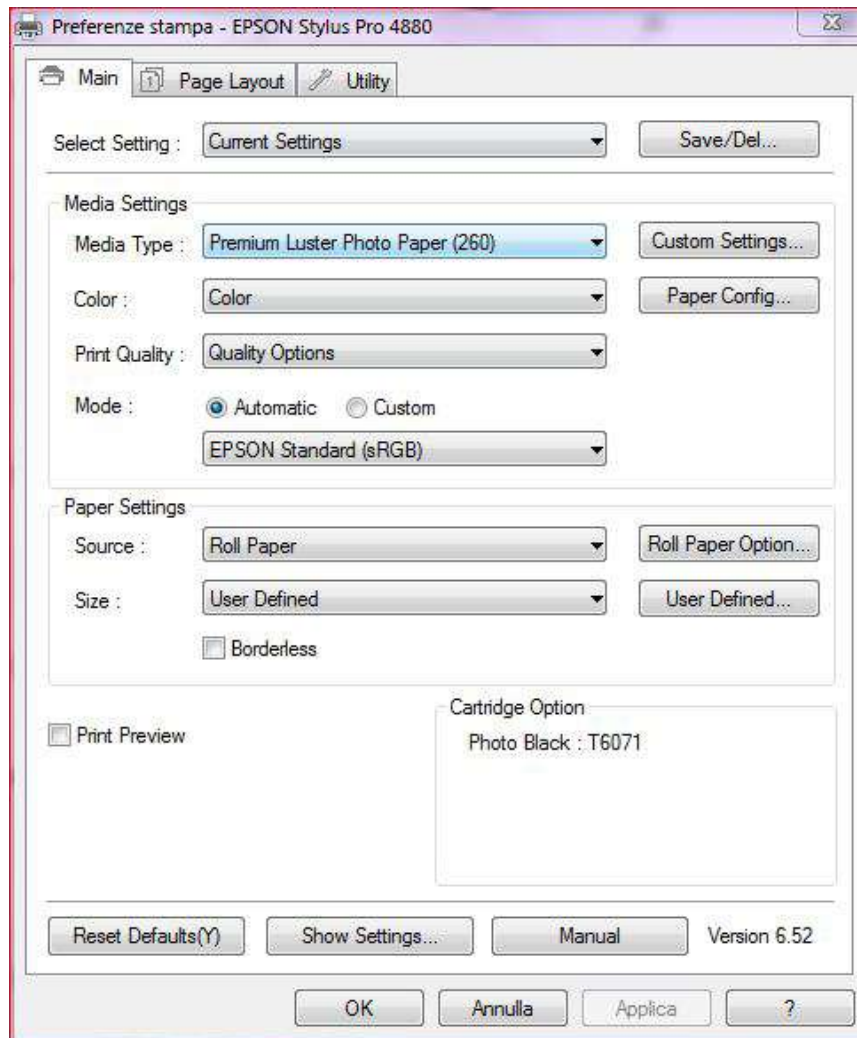 Preferenze stampa - EPSON Stylus Pro 4880
Main Page Layout Utility
Select Setting : Current Settings Save/Del...
Media Settings
Media Type : Premium Luster Photo Paper (260) Custom Settings...
Color : Color Paper Config...
Print Quality : Quality Options
Mode : Automatic Custom
EPSON Standard (sRGB)
Paper Settings
Source : Roll Paper Roll Paper Option...
Size : User Defined User Defined...
Borderless
Print Preview
Cartridge Option
Photo Black : T6071
Reset Defaults(Y) Show Settings... Manual Version 6.52
OK Annulla Applica ?